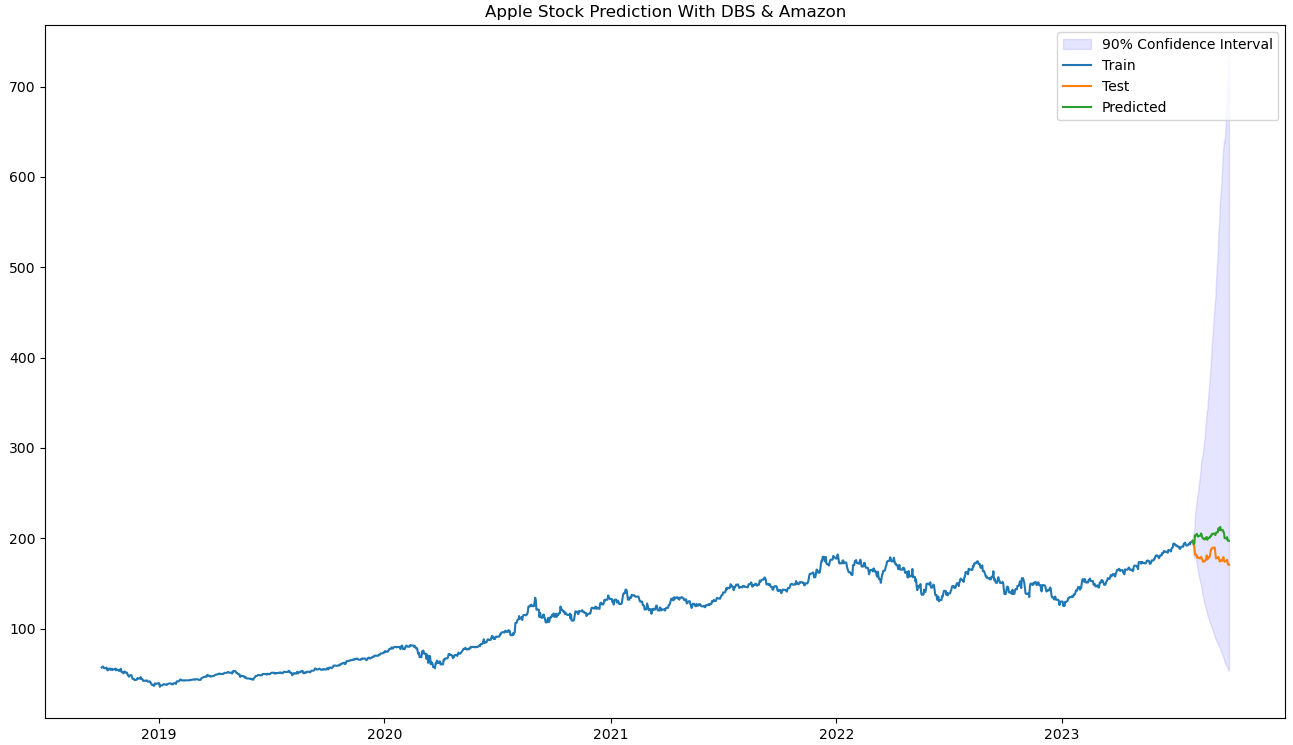 Apple Stock Prediction With DBS & Amazon
90% Confidence Interval
Train
Test
Predicted
700
600
500
400
300
200
100
2019 2020 2021 2022 2023